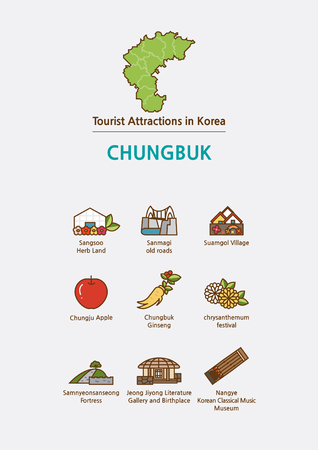 Tourist Attractions in Korea
CHUNGBUK
Sangsoo
Herb Land
Sanmagi
old roads
Suamgol Village
Chungju Apple
Chungbuk
Ginseng
chrysanthemum
festival
Samnyeonsanseong
Fortress
Jeong Jiyong Literature
Gallery and Birthplace
Nangye
Korean Classical Music
Museum